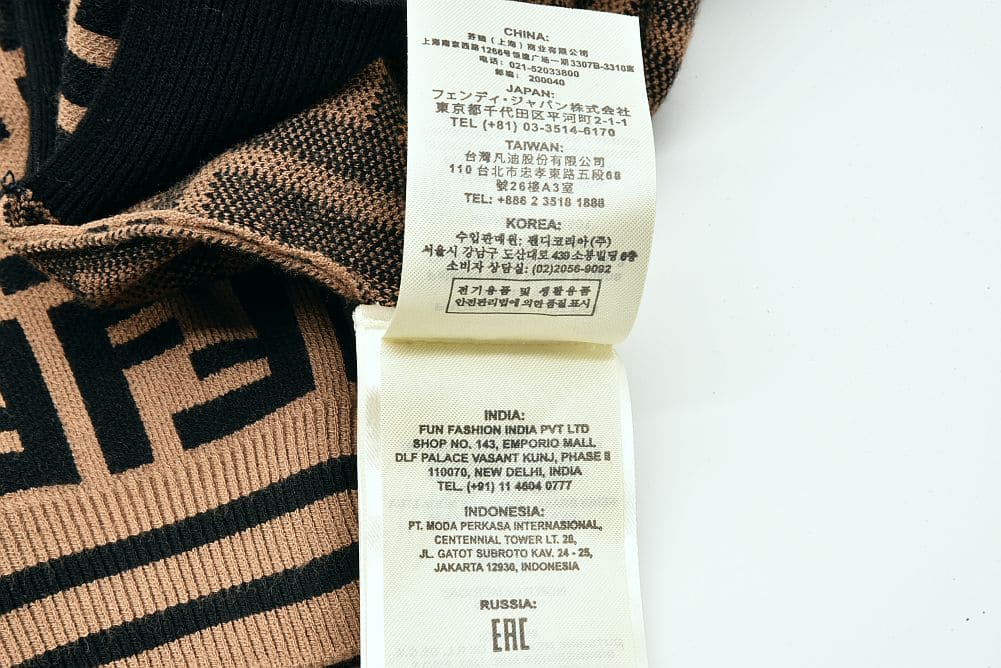 CHINA:
芬迪（上海）商业有限公司
上海南京西路1266号恒隆广场一期3307B-3310室
电话: 021-52033800
邮编: 200040
JAPAN:
フェンディ・ジャパン株式会社
東京都千代田区平河町2-1-1
TEL (+81) 03-3514-6170
TAIWAN:
台灣凡迪股份有限公司
110 台北市忠孝東路五段68
號26樓A3室
TEL: +886 2 3518 1888
KOREA:
수입판매원: 펜디코리아(주)
서울시 강남구 도산대로 439 소봉빌딩 6층
소비자 상담실: (02)2056-9092
전기용품 및 생활용품
안전관리법에 의한 품질 표시
INDIA:
FUN FASHION INDIA PVT LTD
SHOP NO. 143, EMPORIO MALL
DLF PALACE VASANT KUNJ, PHASE II
110070, NEW DELHI, INDIA
TEL. (+91) 11 4604 0777
INDONESIA:
PT. MODA PERKASA INTERNASIONAL,
CENTENNIAL TOWER LT. 28,
JL. GATOT SUBROTO KAV. 24 - 25,
JAKARTA 12930, INDONESIA
RUSSIA:
EAC